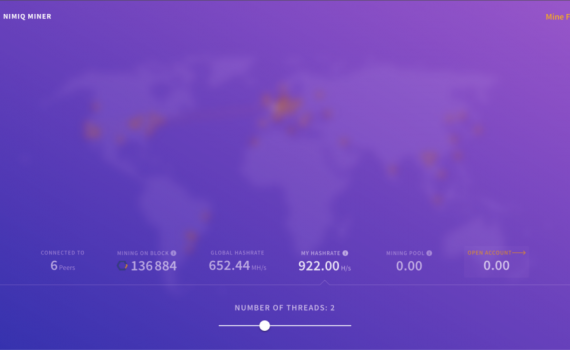 NIMIQ MINER
Mine F
CONNECTED TO
6 Peers
MINING ON BLOCK
136 884
GLOBAL HASHRATE
652.44 MH/s
MY HASHRATE
922.00 H/s
MINING POOL
0.00
OPEN ACCOUNT
0.00
NUMBER OF THREADS: 2